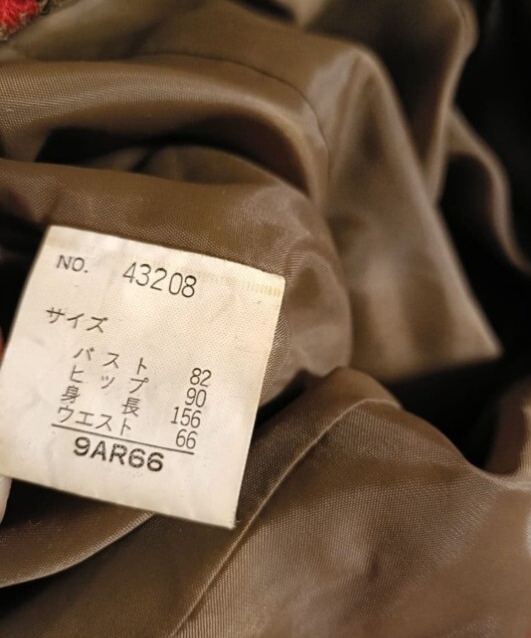 NO. 43208
サイズ
バスト 82
ヒップ 90
身長 156
ウエスト 66
9AR66